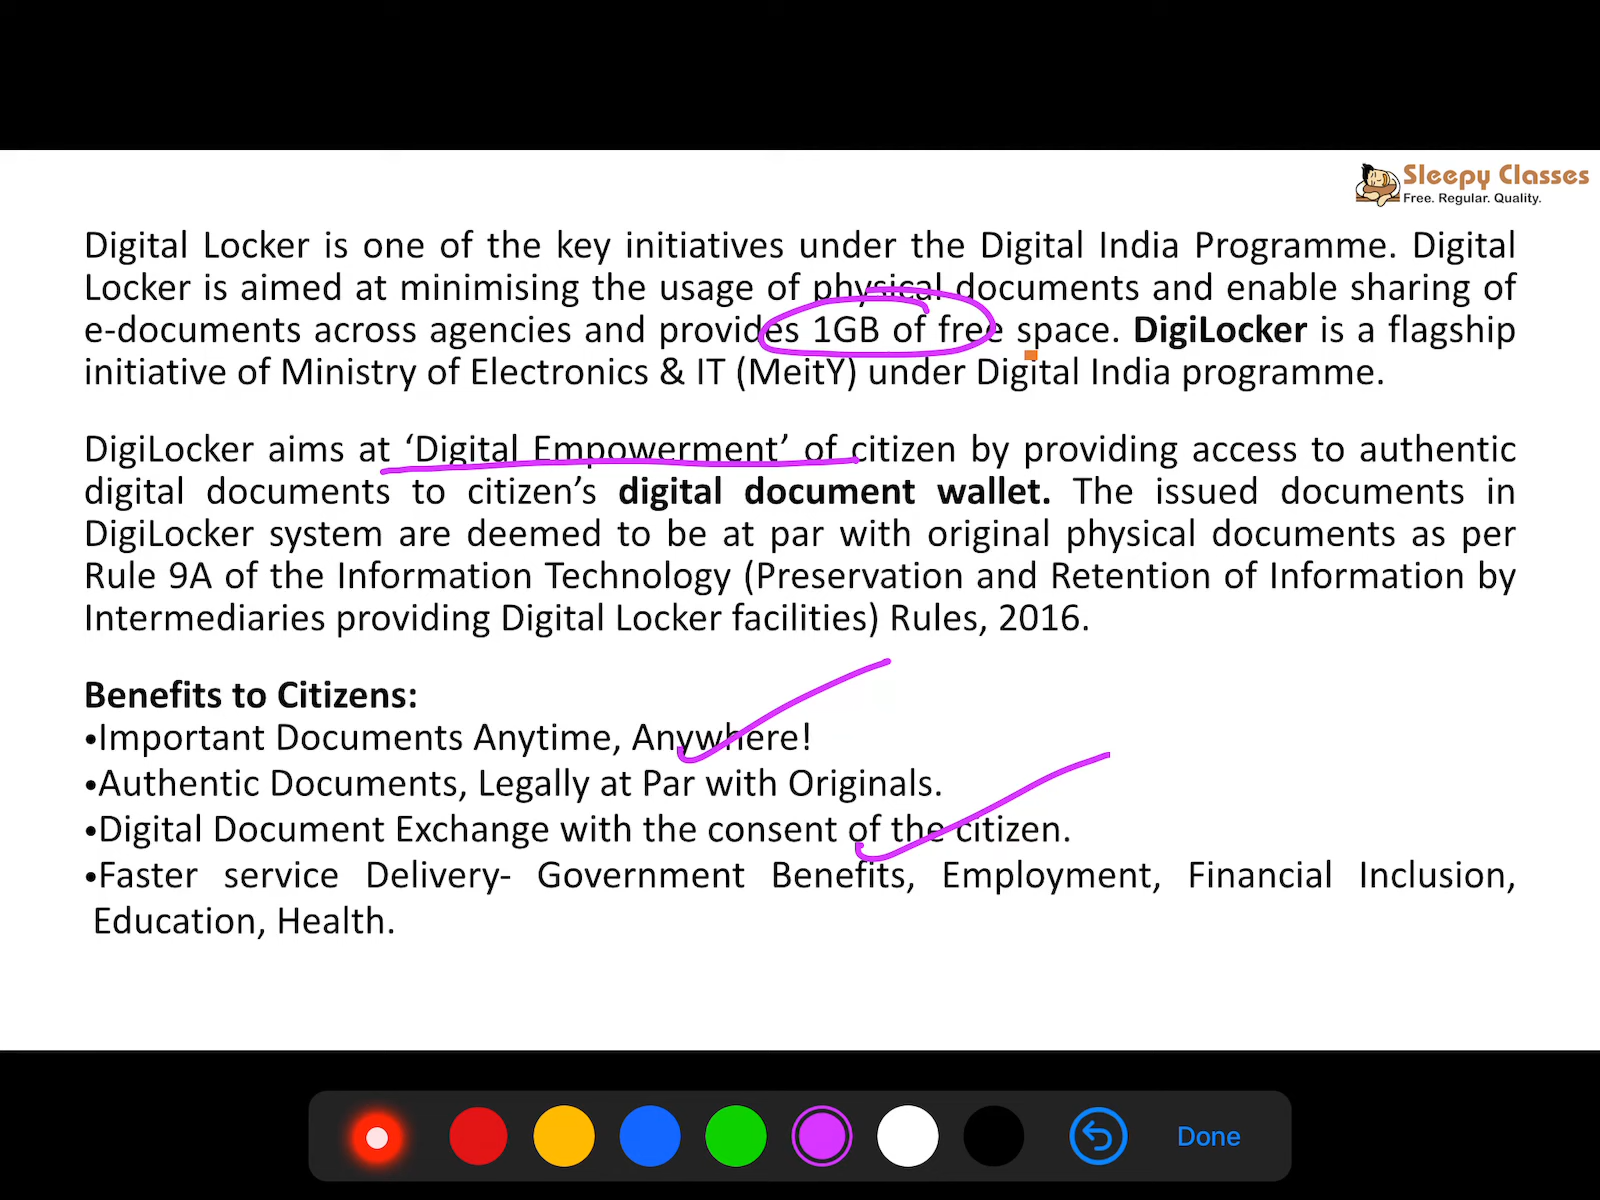 Sleepy Classes
Free. Regular. Quality.
Digital Locker is one of the key initiatives under the Digital India Programme. Digital
Locker is aimed at minimising the usage of physical documents and enable sharing of
e-documents across agencies and provides 1GB of free space. DigiLocker is a flagship
initiative of Ministry of Electronics & IT (MeitY) under Digital India programme.
DigiLocker aims at ‘Digital Empowerment’ of citizen by providing access to authentic
digital documents to citizen’s digital document wallet. The issued documents in
DigiLocker system are deemed to be at par with original physical documents as per
Rule 9A of the Information Technology (Preservation and Retention of Information by
Intermediaries providing Digital Locker facilities) Rules, 2016.
Benefits to Citizens:
•Important Documents Anytime, Anywhere!
•Authentic Documents, Legally at Par with Originals.
•Digital Document Exchange with the consent of the citizen.
•Faster service Delivery- Government Benefits, Employment, Financial Inclusion,
Education, Health.
Done